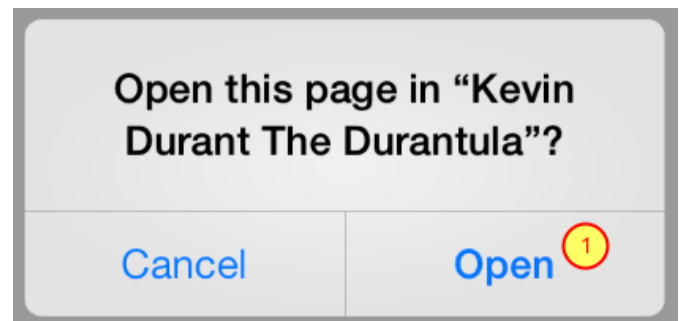 Open this page in “Kevin
Durant The Durantula”?
Cancel
Open
1